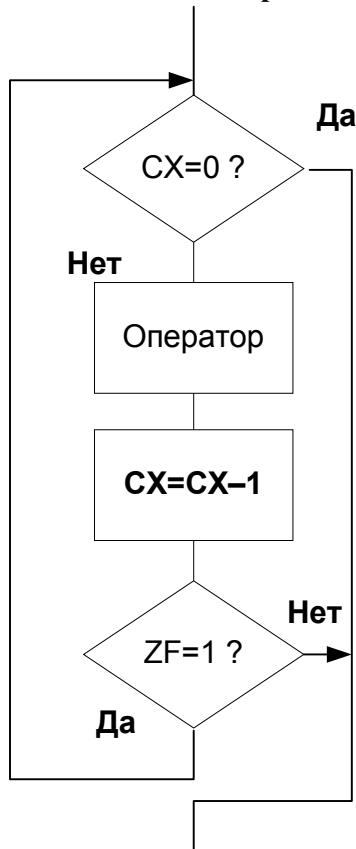 Да
CX=0 ?
Нет
Оператор
CX=CX–1
Нет
ZF=1 ?
Да